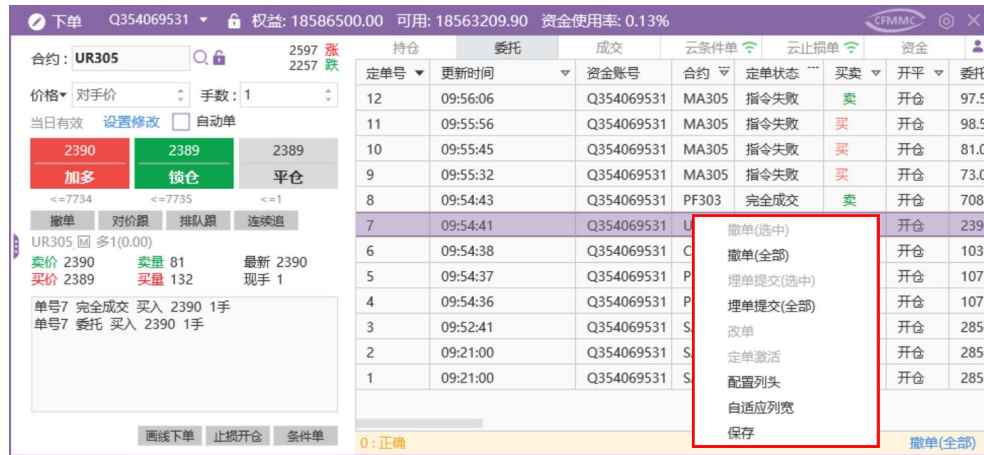 下单 Q354069531 权益: 18586500.00 可用: 18563209.90 资金使用率: 0.13% CFMMC
合约: UR305 2597 涨
2257 跌
价格 对手价 手数: 1
当日有效 设置修改 自动单
2390 2389 2389
加多 锁仓 平仓
<=7734 <=7735 <=1
撤单 对价跟 排队跟 连续追
UR305 M 多1(0.00)
卖价 2390 卖量 81 最新 2390
买价 2389 买量 132 现手 1
单号7 完全成交 买入 2390 1手
单号7 委托 买入 2390 1手
画线下单 止损开仓 条件单
持仓 委托 成交 云条件单 云止损单 资金
定单号 更新时间 资金账号 合约 定单状态 买卖 开平 委托
12 09:56:06 Q354069531 MA305 指令失败 卖 开仓 97.5
11 09:55:56 Q354069531 MA305 指令失败 买 开仓 98.5
10 09:55:45 Q354069531 MA305 指令失败 买 开仓 81.0
9 09:55:32 Q354069531 MA305 指令失败 买 开仓 73.0
8 09:54:43 Q354069531 PF303 完全成交 卖 开仓 708
7 09:54:41 Q354069531 U 开仓 239
6 09:54:38 Q354069531 C 开仓 103
5 09:54:37 Q354069531 P 开仓 107
4 09:54:36 Q354069531 P 开仓 107
3 09:52:41 Q354069531 S 开仓 285
2 09:21:00 Q354069531 S 开仓 285
1 09:21:00 Q354069531 S 开仓 285
撤单(选中)
撤单(全部)
埋单提交(选中)
埋单提交(全部)
改单
定单激活
配置列头
自适应列宽
保存
0 : 正确 撤单(全部)